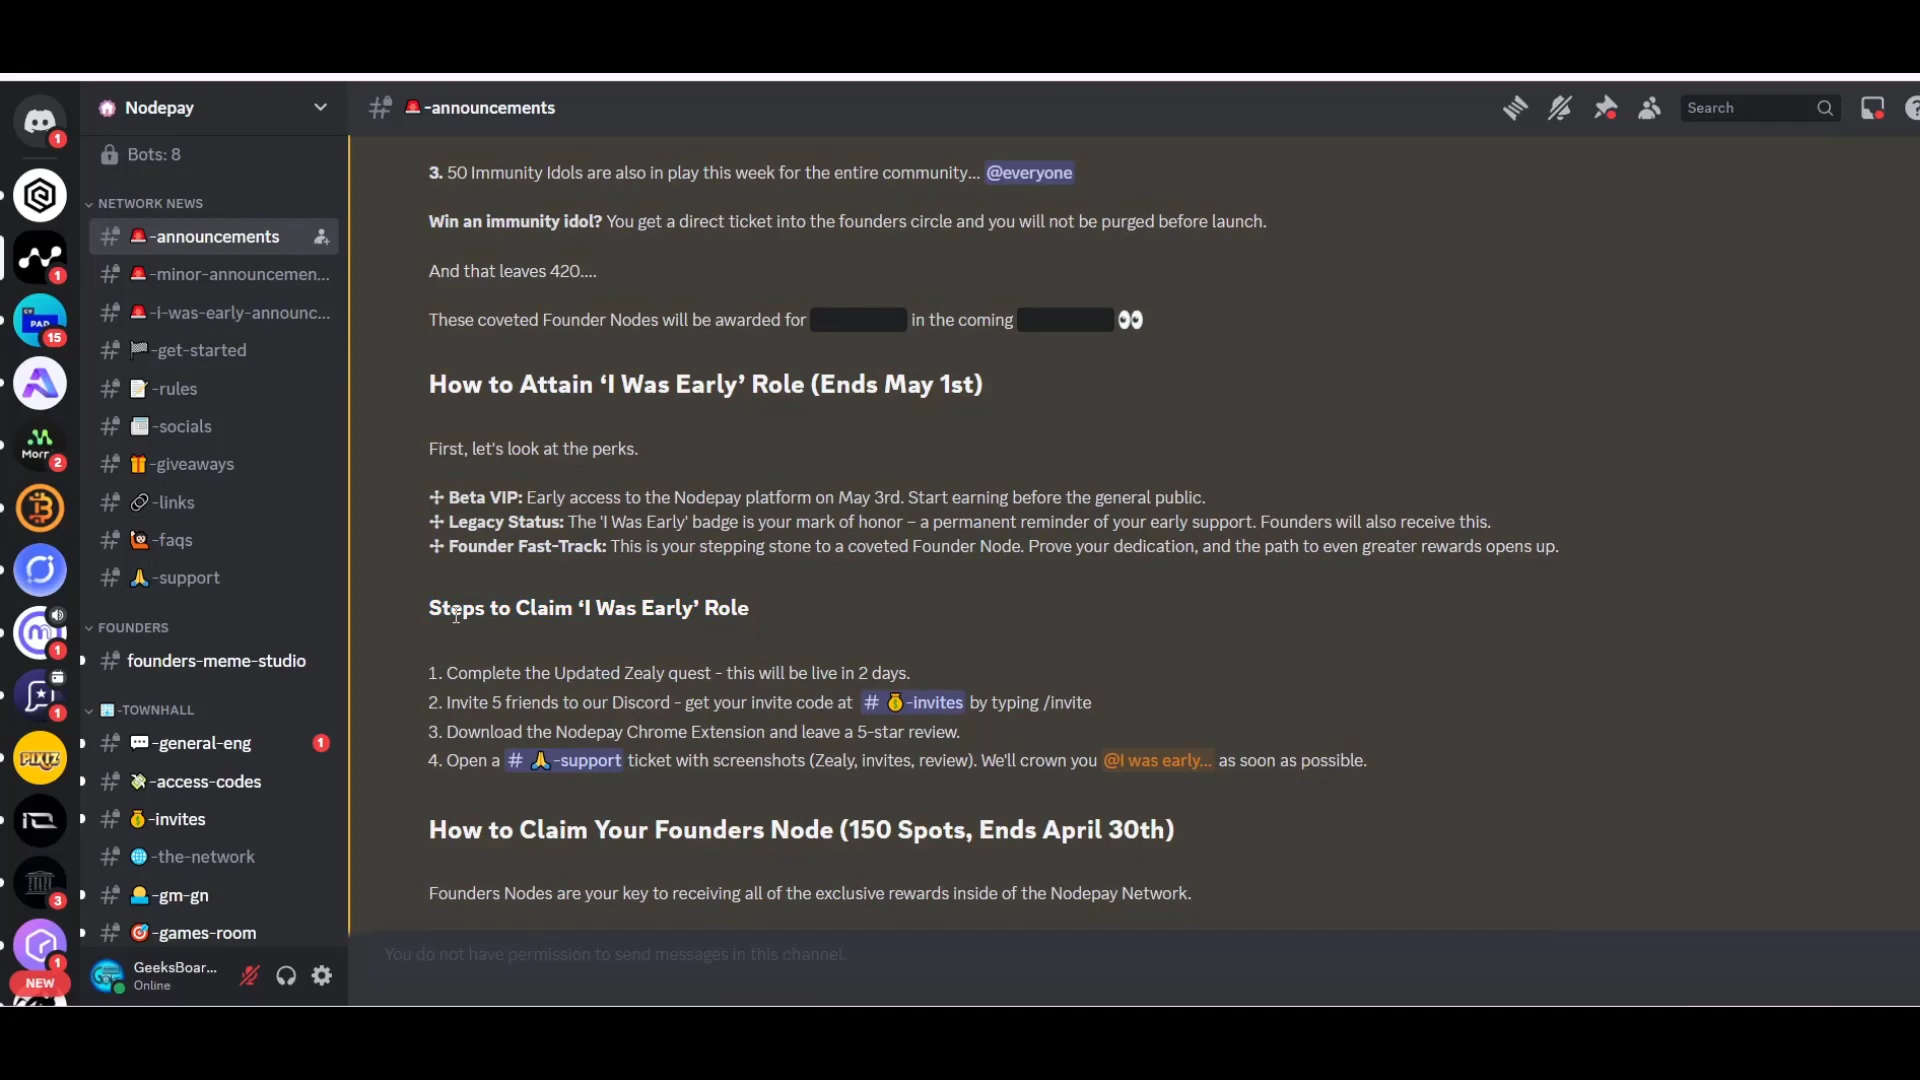 Nodepay
-announcements
Search
1
Bots: 8
NETWORK NEWS
-announcements
-minor-announcemen...
-i-was-early-announc...
-get-started
-rules
-socials
-giveaways
-links
-faqs
-support
FOUNDERS
founders-meme-studio
-TOWNHALL
-general-eng
1
-access-codes
-invites
-the-network
-gm-gn
-games-room
1
PAD
15
Morr
2
1
1
PIXIZ
3
1
NEW
GeeksBoar...
Online
3. 50 Immunity Idols are also in play this week for the entire community... @everyone
Win an immunity idol? You get a direct ticket into the founders circle and you will not be purged before launch.
And that leaves 420....
These coveted Founder Nodes will be awarded for in the coming 👀
How to Attain ‘I Was Early’ Role (Ends May 1st)
First, let's look at the perks.
✢ Beta VIP: Early access to the Nodepay platform on May 3rd. Start earning before the general public.
✢ Legacy Status: The 'I Was Early' badge is your mark of honor – a permanent reminder of your early support. Founders will also receive this.
✢ Founder Fast-Track: This is your stepping stone to a coveted Founder Node. Prove your dedication, and the path to even greater rewards opens up.
Steps to Claim ‘I Was Early’ Role
1. Complete the Updated Zealy quest - this will be live in 2 days.
2. Invite 5 friends to our Discord - get your invite code at # 💰-invites by typing /invite
3. Download the Nodepay Chrome Extension and leave a 5-star review.
4. Open a # 🙏-support ticket with screenshots (Zealy, invites, review). We'll crown you @I was early... as soon as possible.
How to Claim Your Founders Node (150 Spots, Ends April 30th)
Founders Nodes are your key to receiving all of the exclusive rewards inside of the Nodepay Network.
You do not have permission to send messages in this channel.